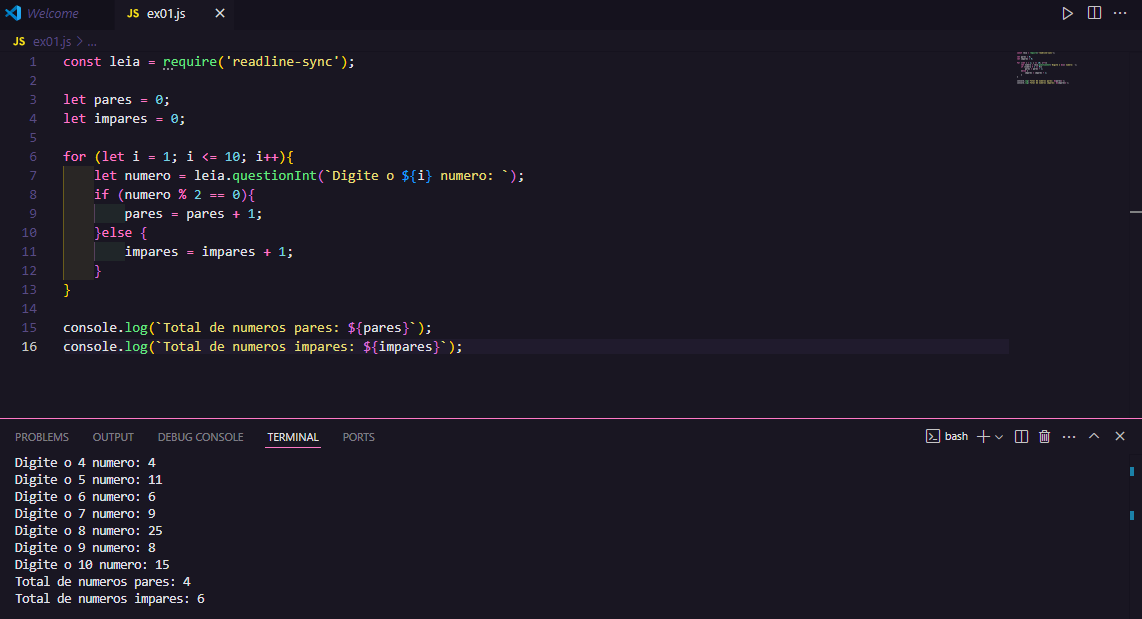 Welcome
JS ex01.js
JS ex01.js > ...
1 const leia = require('readline-sync');
2
3 let pares = 0;
4 let impares = 0;
5
6 for (let i = 1; i <= 10; i++){
7 let numero = leia.questionInt(`Digite o ${i} numero: `);
8 if (numero % 2 == 0){
9 pares = pares + 1;
10 }else {
11 impares = impares + 1;
12 }
13 }
14
15 console.log(`Total de numeros pares: ${pares}`);
16 console.log(`Total de numeros impares: ${impares}`);
PROBLEMS OUTPUT DEBUG CONSOLE TERMINAL PORTS bash
Digite o 4 numero: 4
Digite o 5 numero: 11
Digite o 6 numero: 6
Digite o 7 numero: 9
Digite o 8 numero: 25
Digite o 9 numero: 8
Digite o 10 numero: 15
Total de numeros pares: 4
Total de numeros impares: 6